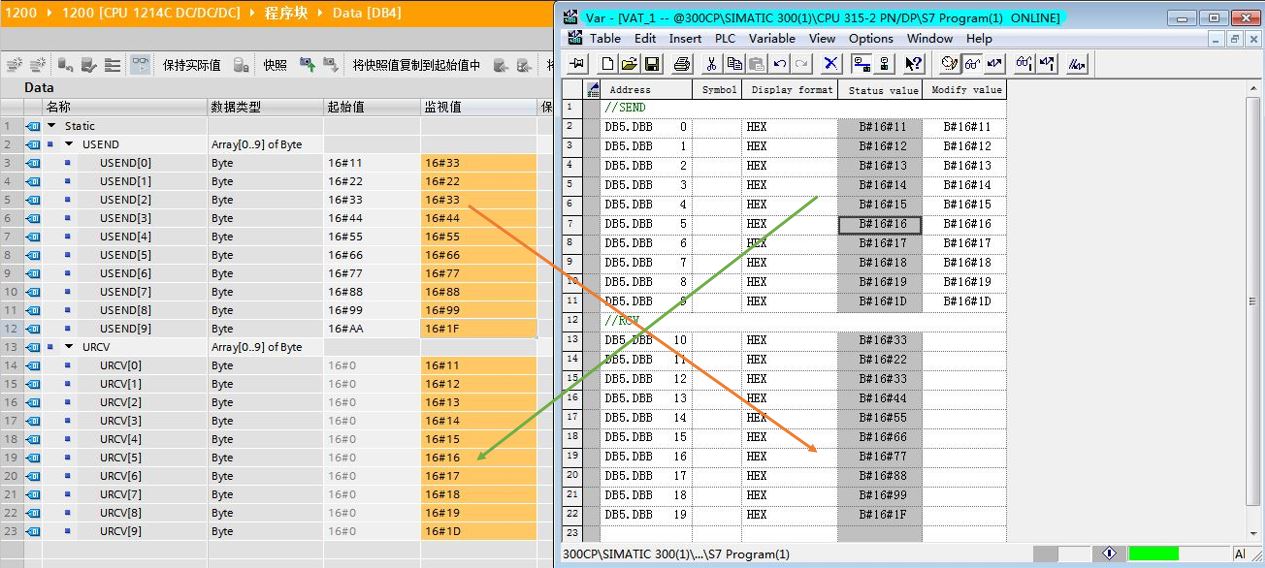 1200 ▸ 1200 [CPU 1214C DC/DC/DC] ▸ 程序块 ▸ Data [DB4]
保持实际值 快照 将快照值复制到起始值中
Data
名称 数据类型 起始值 监视值 保
1 Static
2 USEND Array[0..9] of Byte
3 USEND[0] Byte 16#11 16#33
4 USEND[1] Byte 16#22 16#22
5 USEND[2] Byte 16#33 16#33
6 USEND[3] Byte 16#44 16#44
7 USEND[4] Byte 16#55 16#55
8 USEND[5] Byte 16#66 16#66
9 USEND[6] Byte 16#77 16#77
10 USEND[7] Byte 16#88 16#88
11 USEND[8] Byte 16#99 16#99
12 USEND[9] Byte 16#AA 16#1F
13 URCV Array[0..9] of Byte
14 URCV[0] Byte 16#0 16#11
15 URCV[1] Byte 16#0 16#12
16 URCV[2] Byte 16#0 16#13
17 URCV[3] Byte 16#0 16#14
18 URCV[4] Byte 16#0 16#15
19 URCV[5] Byte 16#0 16#16
20 URCV[6] Byte 16#0 16#17
21 URCV[7] Byte 16#0 16#18
22 URCV[8] Byte 16#0 16#19
23 URCV[9] Byte 16#0 16#1D
Var - [VAT_1 -- @300CP\SIMATIC 300(1)\CPU 315-2 PN/DP\S7 Program(1) ONLINE]
Table Edit Insert PLC Variable View Options Window Help
Address Symbol Display format Status value Modify value
1 //SEND
2 DB5.DBB 0 HEX B#16#11 B#16#11
3 DB5.DBB 1 HEX B#16#12 B#16#12
4 DB5.DBB 2 HEX B#16#13 B#16#13
5 DB5.DBB 3 HEX B#16#14 B#16#14
6 DB5.DBB 4 HEX B#16#15 B#16#15
7 DB5.DBB 5 HEX B#16#16 B#16#16
8 DB5.DBB 6 HEX B#16#17 B#16#17
9 DB5.DBB 7 HEX B#16#18 B#16#18
10 DB5.DBB 8 HEX B#16#19 B#16#19
11 DB5.DBB 9 HEX B#16#1D B#16#1D
12 //RCV
13 DB5.DBB 10 HEX B#16#33
14 DB5.DBB 11 HEX B#16#22
15 DB5.DBB 12 HEX B#16#33
16 DB5.DBB 13 HEX B#16#44
17 DB5.DBB 14 HEX B#16#55
18 DB5.DBB 15 HEX B#16#66
19 DB5.DBB 16 HEX B#16#77
20 DB5.DBB 17 HEX B#16#88
21 DB5.DBB 18 HEX B#16#99
22 DB5.DBB 19 HEX B#16#1F
23
300CP\SIMATIC 300(1)\...\S7 Program(1)